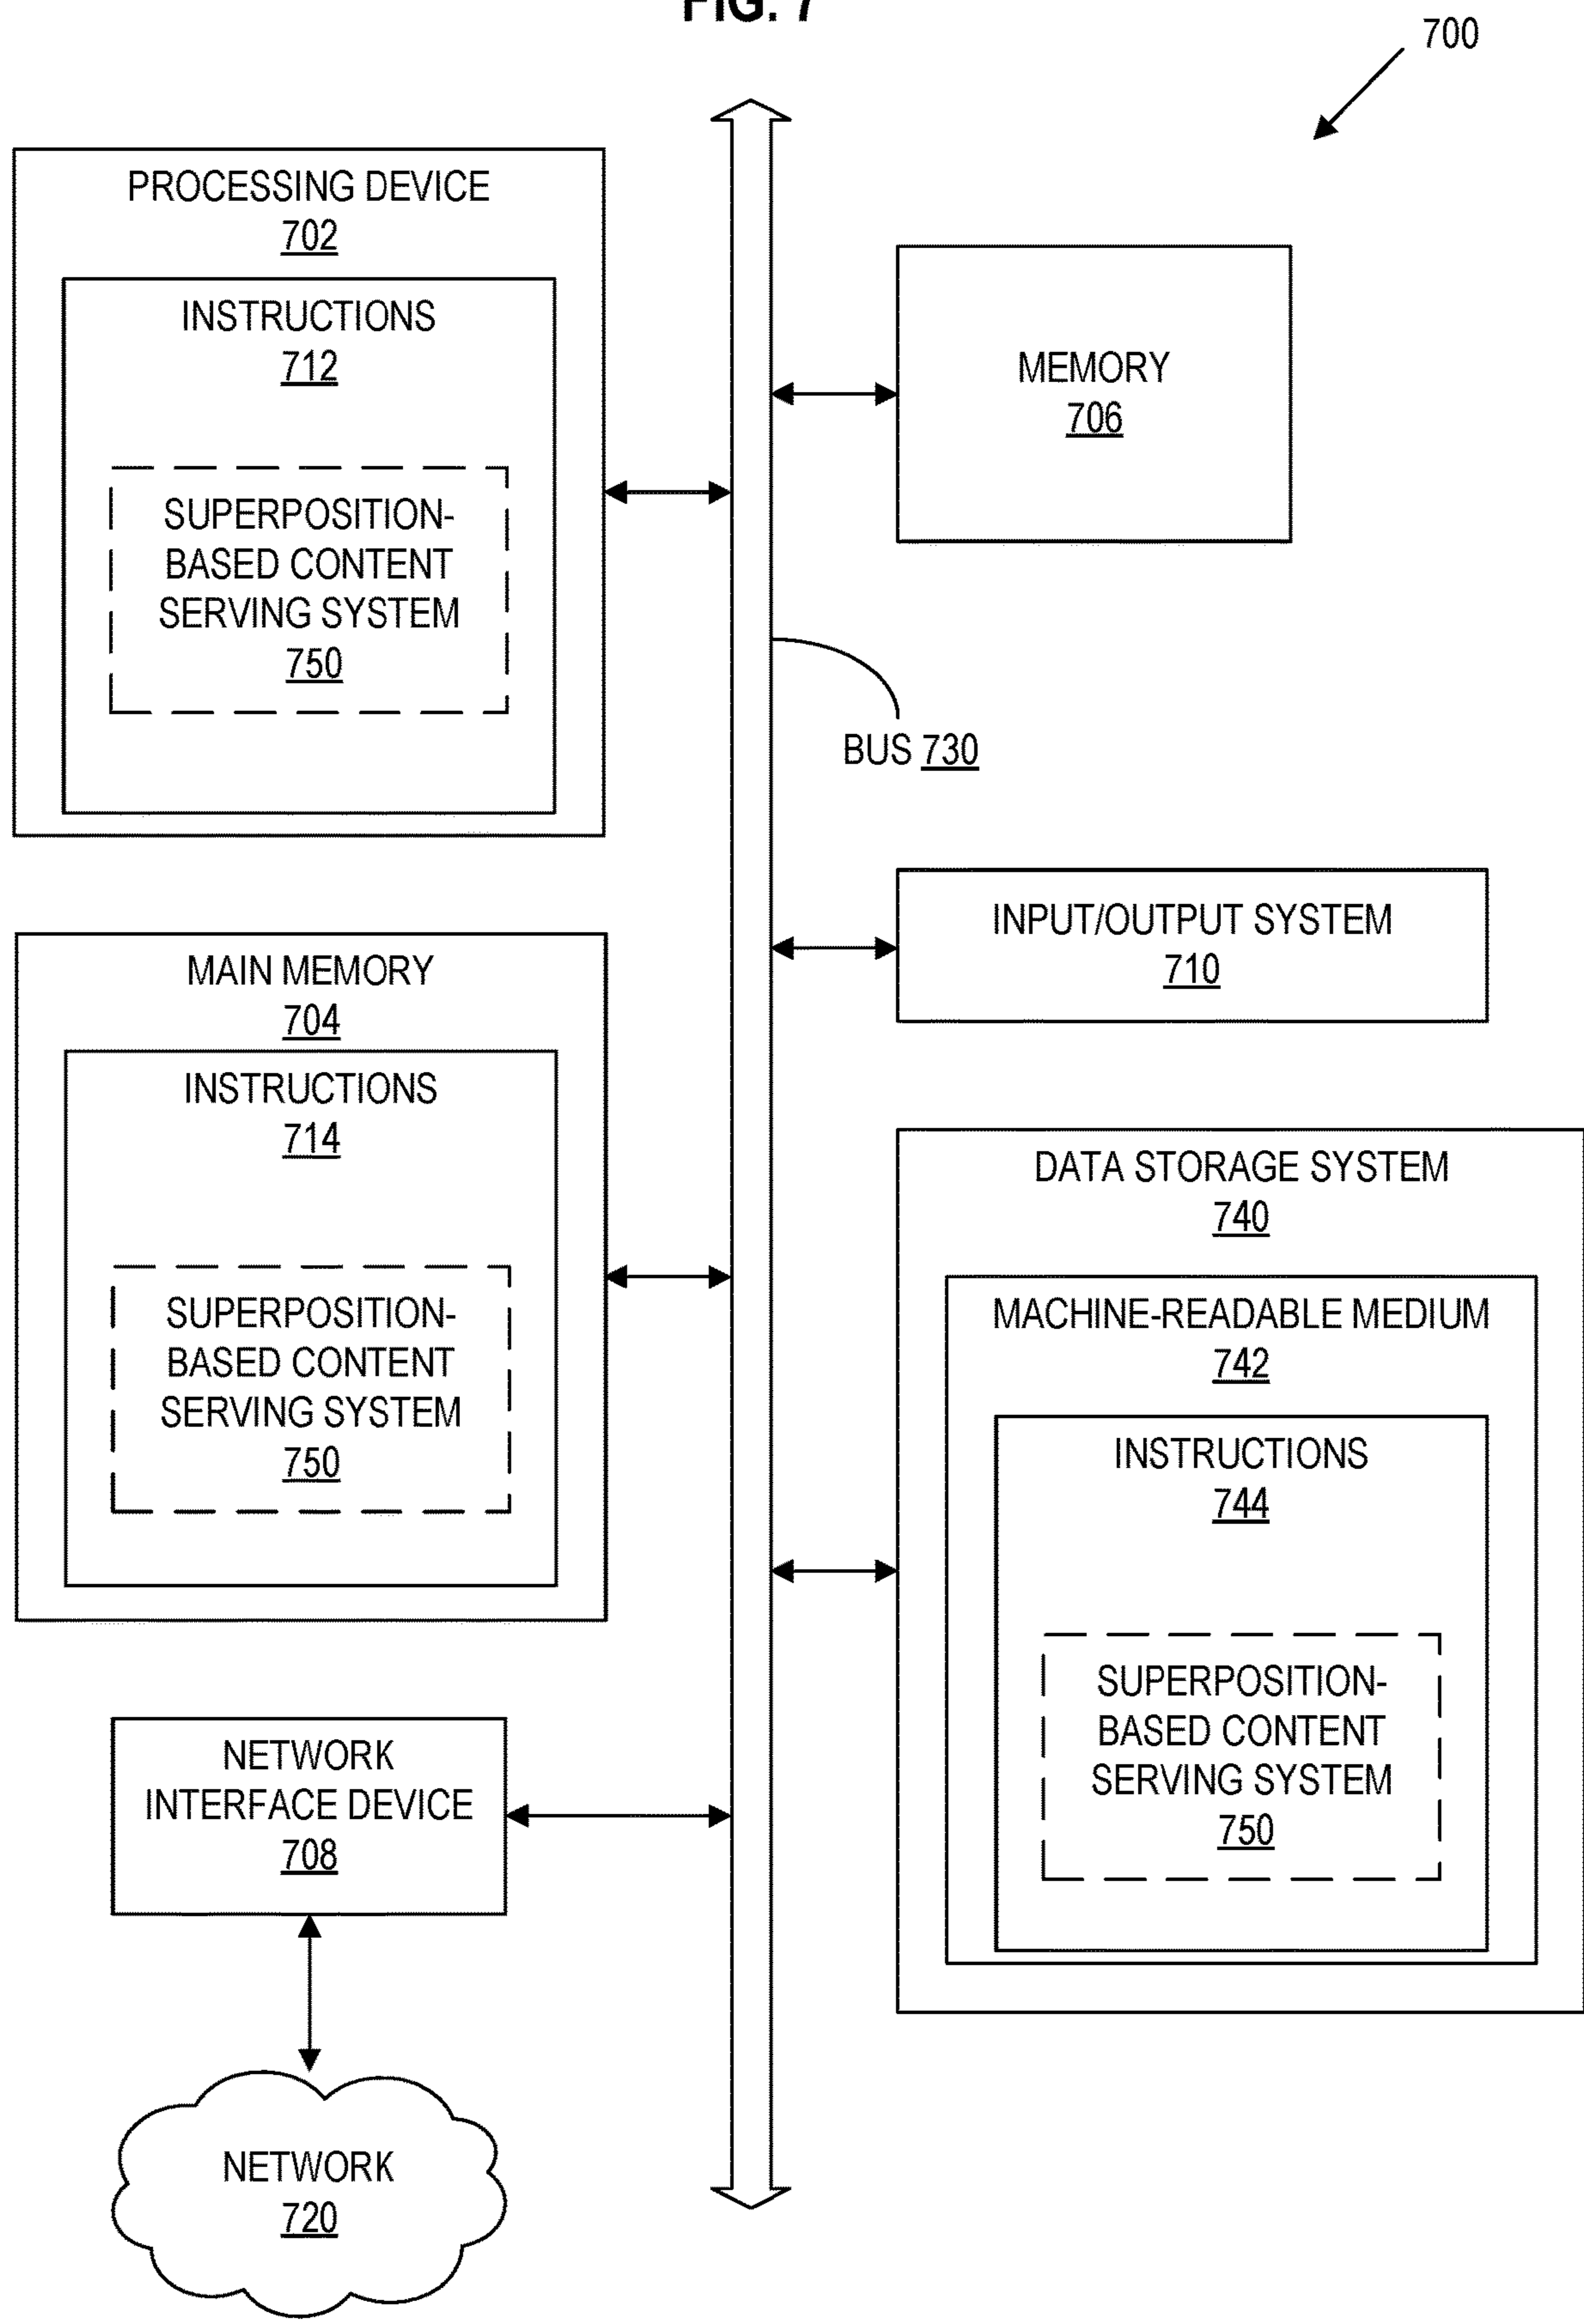 FIG. 7
700
PROCESSING DEVICE
702
INSTRUCTIONS
712
SUPERPOSITION-
BASED CONTENT
SERVING SYSTEM
750
MEMORY
706
BUS 730
INPUT/OUTPUT SYSTEM
710
MAIN MEMORY
704
INSTRUCTIONS
714
SUPERPOSITION-
BASED CONTENT
SERVING SYSTEM
750
DATA STORAGE SYSTEM
740
MACHINE-READABLE MEDIUM
742
INSTRUCTIONS
744
SUPERPOSITION-
BASED CONTENT
SERVING SYSTEM
750
NETWORK
INTERFACE DEVICE
708
NETWORK
720